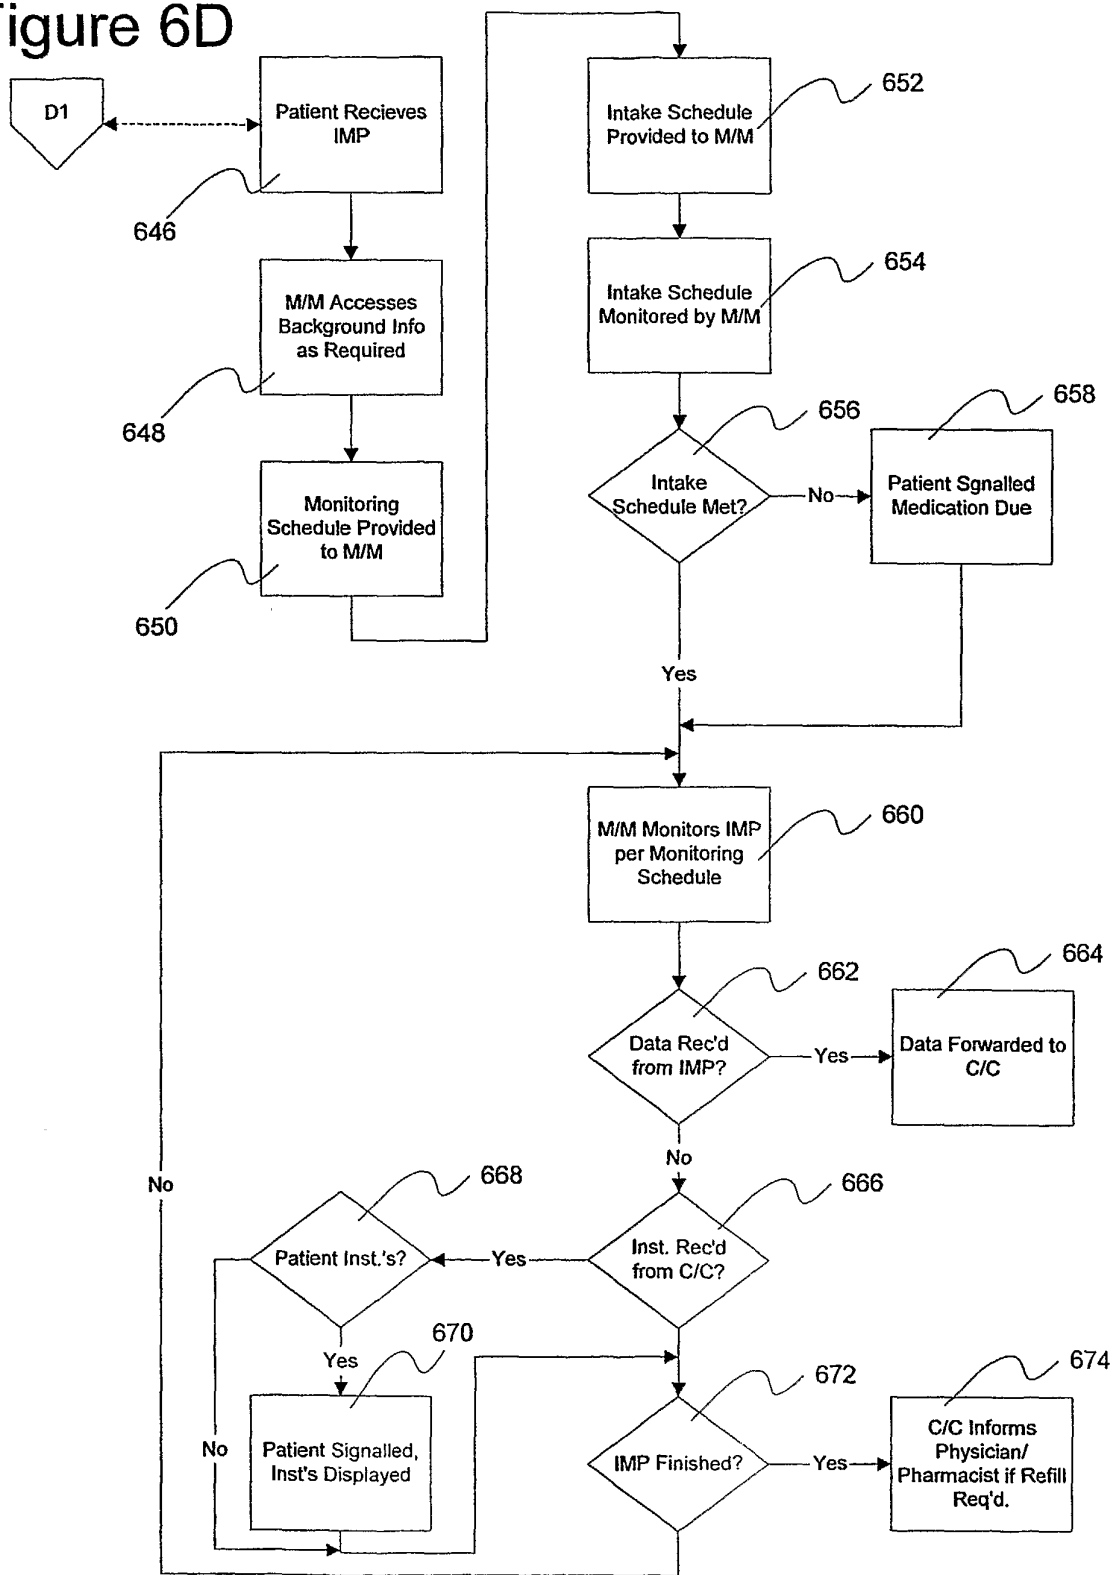 igure 6D
D1
Patient Recieves
IMP
646
M/M Accesses
Background Info
as Required
648
Monitoring
Schedule Provided
to M/M
650
Intake Schedule
Provided to M/M
652
Intake Schedule
Monitored by M/M
654
Intake
Schedule Met?
656
No
Patient Sgnalled
Medication Due
658
Yes
M/M Monitors IMP
per Monitoring
Schedule
660
Data Rec'd
from IMP?
662
Yes
Data Forwarded to
C/C
664
No
Inst. Rec'd
from C/C?
666
Yes
Patient Inst.'s?
668
Yes
No
Patient Signalled,
Inst's Displayed
670
IMP Finished?
672
Yes
C/C Informs
Physician/
Pharmacist if Refill
Req'd.
674
No